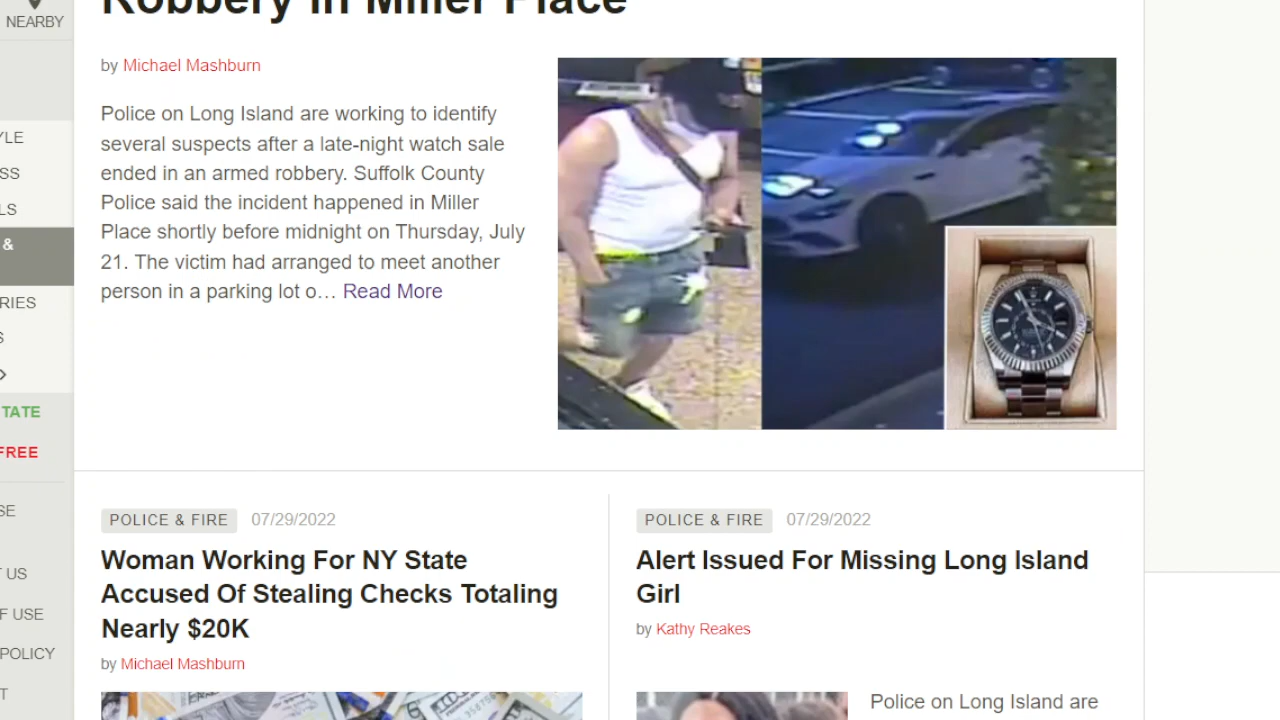 Robbery In Miller Place
NEARBY
by Michael Mashburn
Police on Long Island are working to identify
several suspects after a late-night watch sale
ended in an armed robbery. Suffolk County
Police said the incident happened in Miller
Place shortly before midnight on Thursday, July
21. The victim had arranged to meet another
person in a parking lot o… Read More
YLE
SS
LS
&
RIES
S
TATE
FREE
SE
T US
F USE
POLICY
T
POLICE & FIRE 07/29/2022
Woman Working For NY State
Accused Of Stealing Checks Totaling
Nearly $20K
by Michael Mashburn
POLICE & FIRE 07/29/2022
Alert Issued For Missing Long Island
Girl
by Kathy Reakes
Police on Long Island are